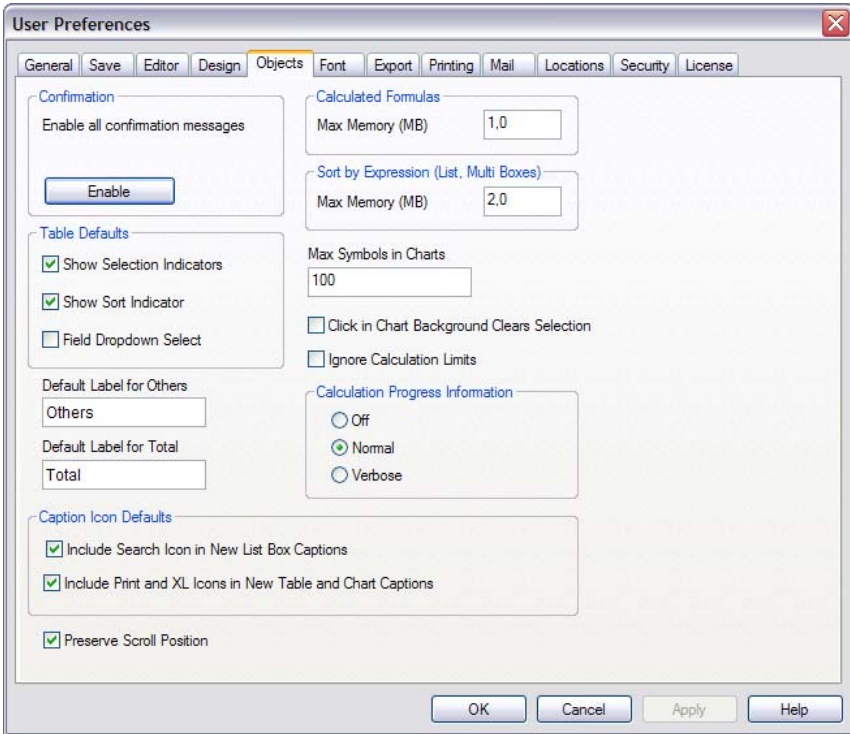 User Preferences
General Save Editor Design Objects Font Export Printing Mail Locations Security License
Confirmation
Enable all confirmation messages
Enable
Table Defaults
Show Selection Indicators
Show Sort Indicator
Field Dropdown Select
Default Label for Others
Others
Default Label for Total
Total
Calculated Formulas
Max Memory (MB) 1,0
Sort by Expression (List, Multi Boxes)
Max Memory (MB) 2,0
Max Symbols in Charts
100
Click in Chart Background Clears Selection
Ignore Calculation Limits
Calculation Progress Information
Off
Normal
Verbose
Caption Icon Defaults
Include Search Icon in New List Box Captions
Include Print and XL Icons in New Table and Chart Captions
Preserve Scroll Position
OK Cancel Apply Help